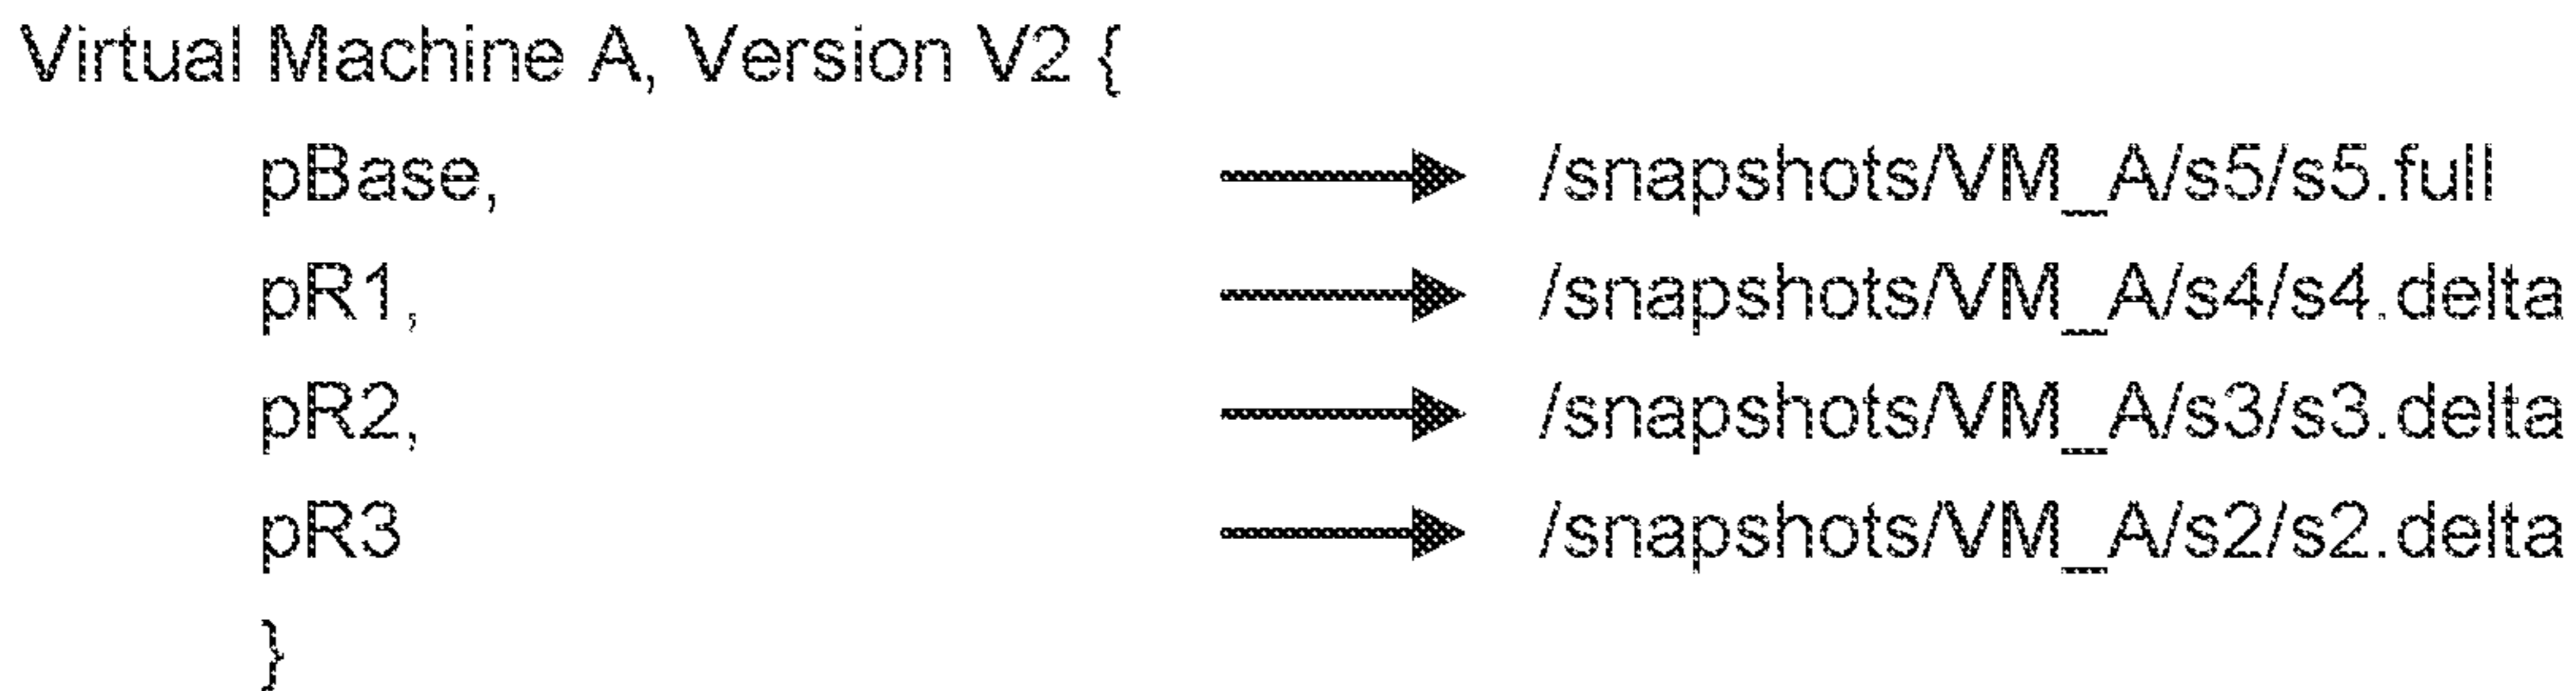 Virtual Machine A, Version V2 {
pBase, /snapshots/VM_A/s5/s5.full
pR1, /snapshots/VM_A/s4/s4.delta
pR2, /snapshots/VM_A/s3/s3.delta
pR3 /snapshots/VM_A/s2/s2.delta
}